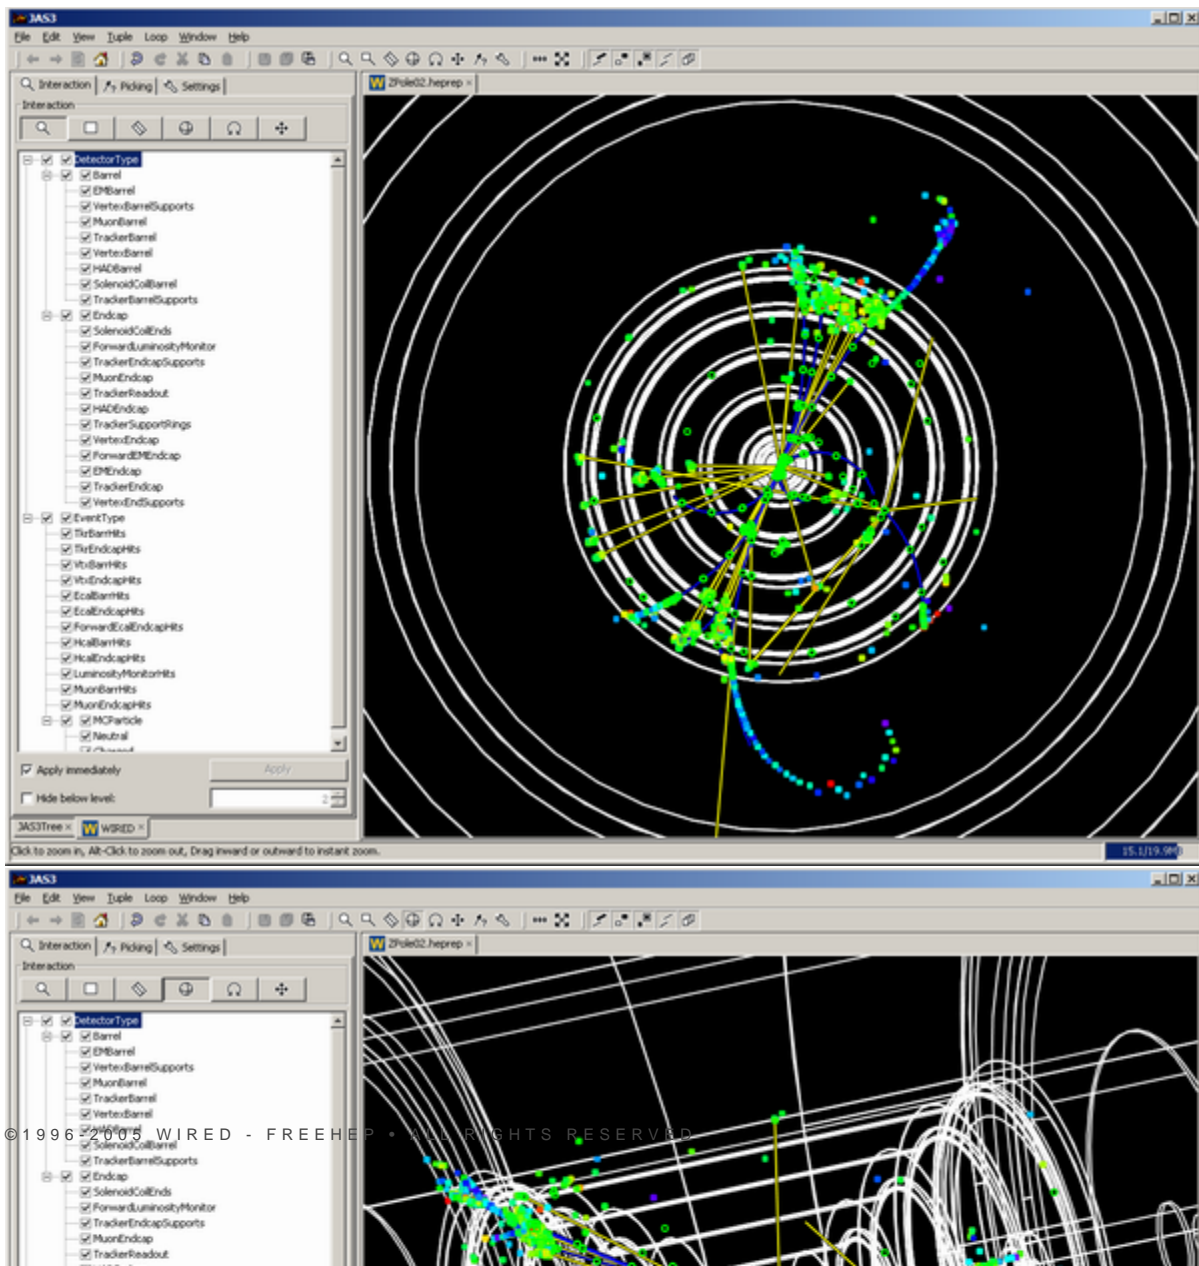 JAS3
File Edit View Tuple Loop Window Help
Interaction Picking Settings
W ZPole02.heprep ×
Interaction
DetectorType
Barrel
EMBarrel
VertexBarrelSupports
MuonBarrel
TrackerBarrel
VertexBarrel
HADBarrel
SolenoidCoilBarrel
TrackerBarrelSupports
Endcap
SolenoidCoilEnds
ForwardLuminosityMonitor
TrackerEndcapSupports
MuonEndcap
TrackerReadout
HADEndcap
TrackerSupportRings
VertexEndcap
ForwardEMEndcap
EMEndcap
TrackerEndcap
VertexEndSupports
EventType
TkrBarrHits
TkrEndcapHits
VtxBarrHits
VtxEndcapHits
EcalBarrHits
EcalEndcapHits
ForwardEcalEndcapHits
HcalBarrHits
HcalEndcapHits
LuminosityMonitorHits
MuonBarrHits
MuonEndcapHits
MCParticle
Neutral
Apply immediately Apply
Hide below level: 2
JAS3Tree × W WIRED ×
Click to zoom in, Alt-Click to zoom out, Drag inward or outward to instant zoom. 15.1/19.9MB
JAS3
File Edit View Tuple Loop Window Help
Interaction Picking Settings
W ZPole02.heprep ×
Interaction
DetectorType
Barrel
EMBarrel
VertexBarrelSupports
MuonBarrel
TrackerBarrel
VertexBarrel
©1996-2005 WIRED - FREEHEP • ALL RIGHTS RESERVED
SolenoidCoilBarrel
TrackerBarrelSupports
Endcap
SolenoidCoilEnds
ForwardLuminosityMonitor
TrackerEndcapSupports
MuonEndcap
TrackerReadout